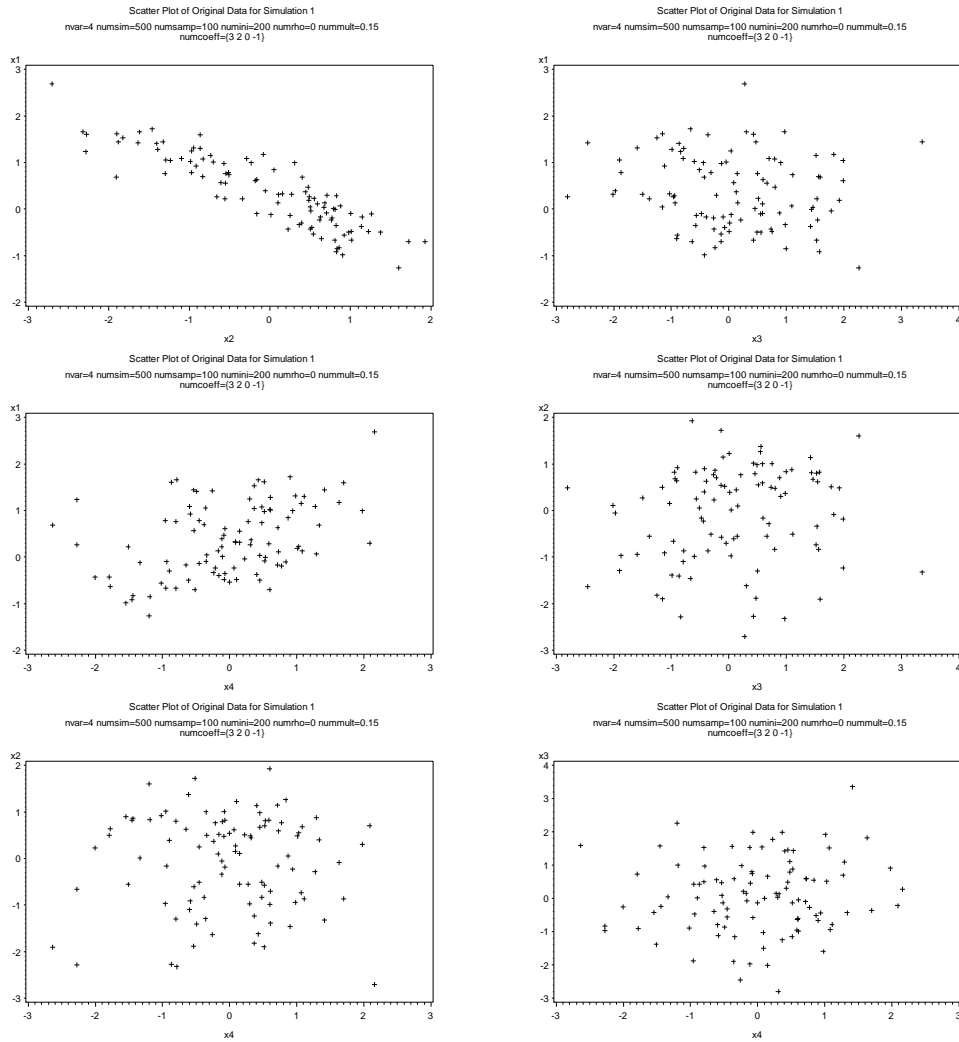 Scatter Plot of Original Data for Simulation 1
nvar=4 numsim=500 numsamp=100 numini=200 numrho=0 nummult=0.15
numcoeff={3 2 0 -1}
x1
3
2
1
0
-1
-2
-3 -2 -1 0 1 2
x2
Scatter Plot of Original Data for Simulation 1
nvar=4 numsim=500 numsamp=100 numini=200 numrho=0 nummult=0.15
numcoeff={3 2 0 -1}
x1
3
2
1
0
-1
-2
-3 -2 -1 0 1 2 3 4
x3
Scatter Plot of Original Data for Simulation 1
nvar=4 numsim=500 numsamp=100 numini=200 numrho=0 nummult=0.15
numcoeff={3 2 0 -1}
x1
3
2
1
0
-1
-2
-3 -2 -1 0 1 2 3
x4
Scatter Plot of Original Data for Simulation 1
nvar=4 numsim=500 numsamp=100 numini=200 numrho=0 nummult=0.15
numcoeff={3 2 0 -1}
x2
2
1
0
-1
-2
-3
-3 -2 -1 0 1 2 3 4
x3
Scatter Plot of Original Data for Simulation 1
nvar=4 numsim=500 numsamp=100 numini=200 numrho=0 nummult=0.15
numcoeff={3 2 0 -1}
x2
2
1
0
-1
-2
-3
-3 -2 -1 0 1 2 3
x4
Scatter Plot of Original Data for Simulation 1
nvar=4 numsim=500 numsamp=100 numini=200 numrho=0 nummult=0.15
numcoeff={3 2 0 -1}
x3
4
3
2
1
0
-1
-2
-3
-3 -2 -1 0 1 2 3
x4